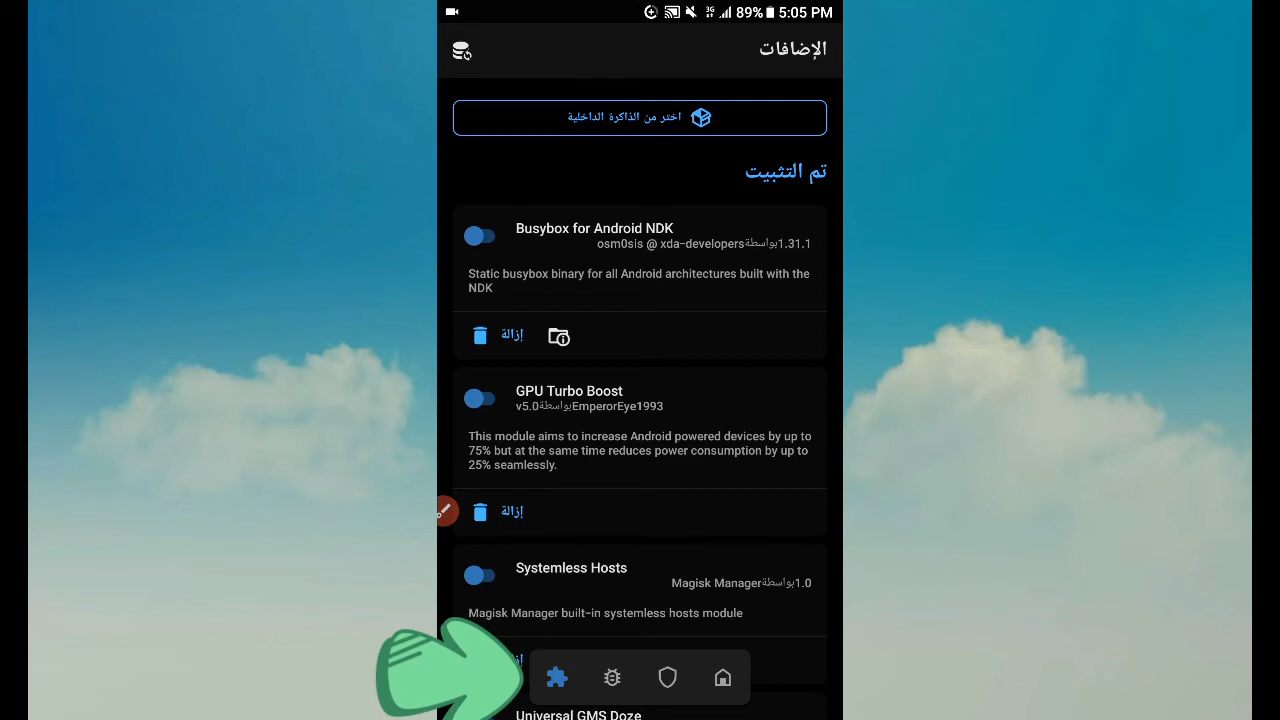 3G 89% 5:05 PM
الإضافات
اختر من الذاكرة الداخلية
تم التثبيت
Busybox for Android NDK
1.31.1بواسطةosm0sis @ xda-developers
Static busybox binary for all Android architectures built with the
NDK
إزالة
GPU Turbo Boost
v5.0بواسطةEmperorEye1993
This module aims to increase Android powered devices by up to
75% but at the same time reduces power consumption by up to
25% seamlessly.
إزالة
Systemless Hosts
1.0بواسطةMagisk Manager
Magisk Manager built-in systemless hosts module
Universal GMS Doze